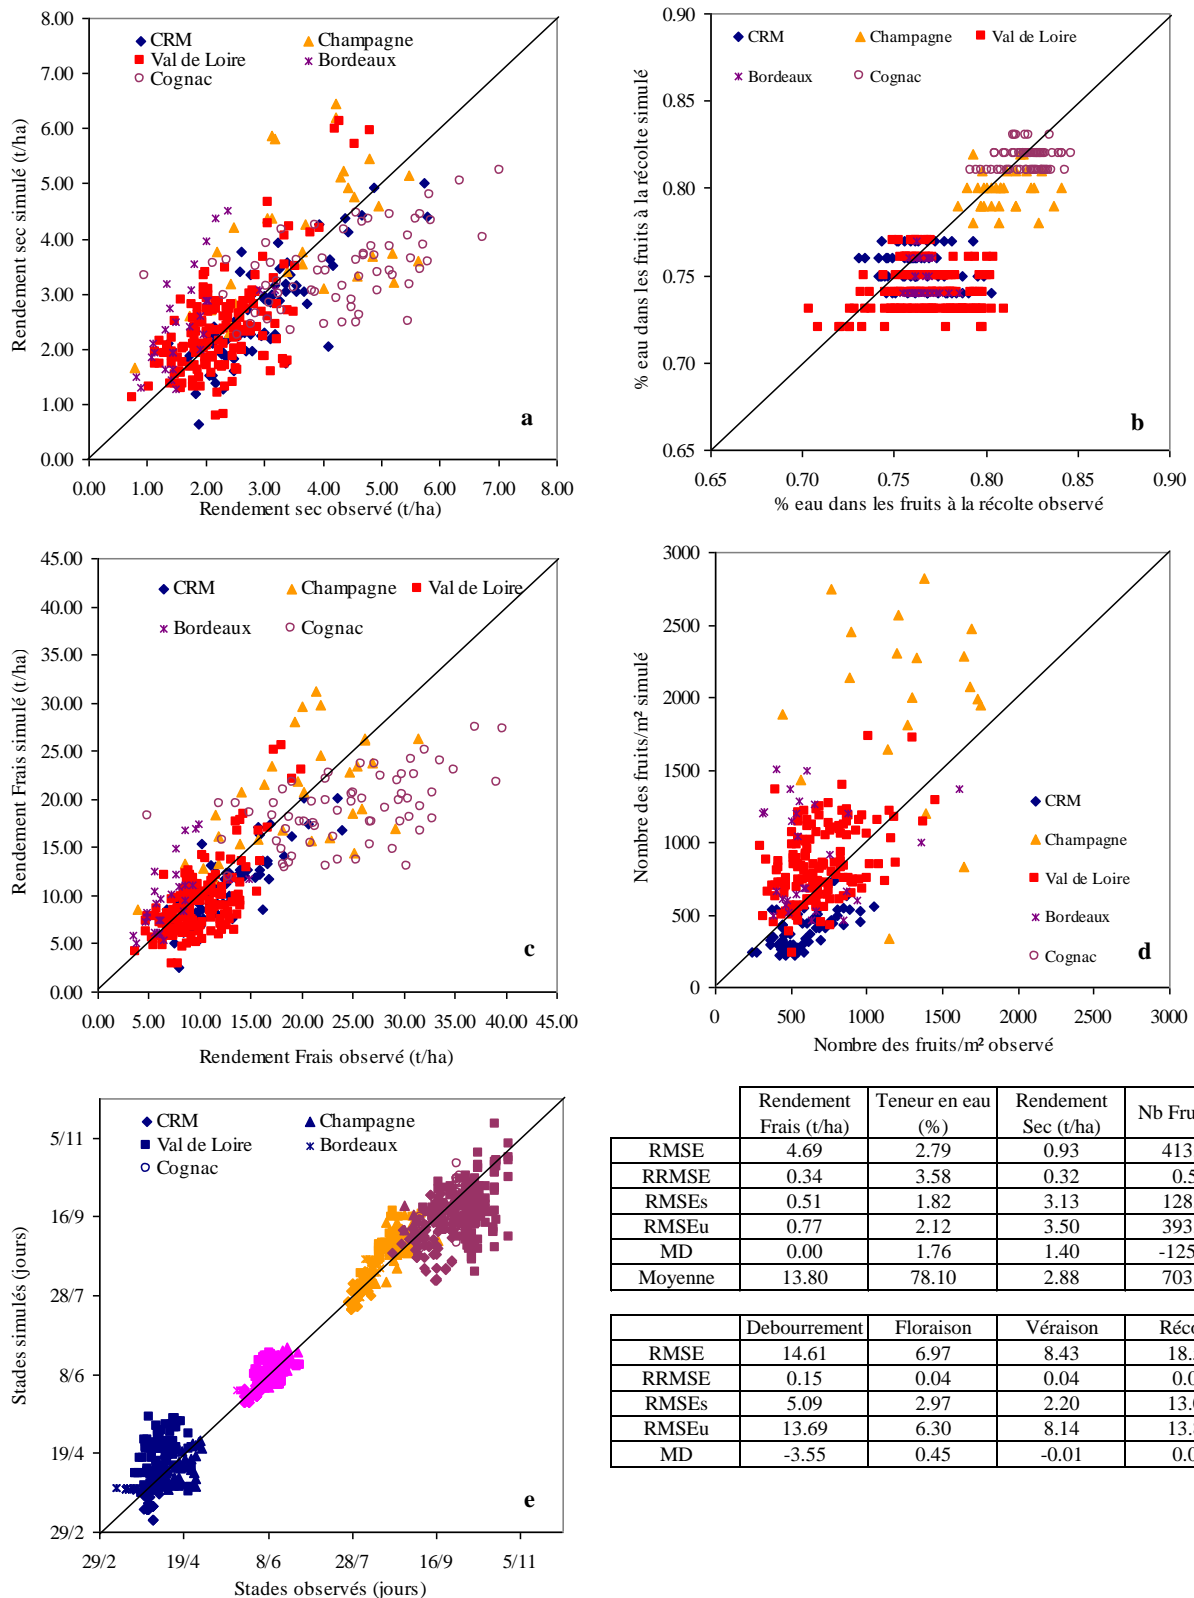 8.00
7.00
6.00
5.00
4.00
3.00
2.00
1.00
0.00
0.00 1.00 2.00 3.00 4.00 5.00 6.00 7.00 8.00
Rendement sec simulé (t/ha)
Rendement sec observé (t/ha)
CRM Champagne
Val de Loire Bordeaux
Cognac
a
0.90
0.85
0.80
0.75
0.70
0.65
0.65 0.70 0.75 0.80 0.85 0.90
% eau dans les fruits à la récolte simulé
% eau dans les fruits à la récolte observé
CRM Champagne Val de Loire
Bordeaux Cognac
b
45.00
40.00
35.00
30.00
25.00
20.00
15.00
10.00
5.00
0.00
0.00 5.00 10.00 15.00 20.00 25.00 30.00 35.00 40.00 45.00
Rendement Frais simulé (t/ha)
Rendement Frais observé (t/ha)
CRM Champagne Val de Loire
Bordeaux Cognac
c
3000
2500
2000
1500
1000
500
0
0 500 1000 1500 2000 2500 3000
Nombre des fruits/m² simulé
Nombre des fruits/m² observé
CRM
Champagne
Val de Loire
Bordeaux
Cognac
d
5/11
16/9
28/7
8/6
19/4
29/2
29/2 19/4 8/6 28/7 16/9 5/11
Stades simulés (jours)
Stades observés (jours)
CRM Champagne
Val de Loire Bordeaux
Cognac
e
Rendement Teneur en eau Rendement Nb
Frais (t/ha) (%) Sec (t/ha)
RMSE 4.69 2.79 0.93 413
RRMSE 0.34 3.58 0.32 0.5
RMSEs 0.51 1.82 3.13 128
RMSEu 0.77 2.12 3.50 393
MD 0.00 1.76 1.40 -125
Moyenne 13.80 78.10 2.88 703
Debourrement Floraison Véraison
RMSE 14.61 6.97 8.43 18.
RRMSE 0.15 0.04 0.04 0.0
RMSEs 5.09 2.97 2.20 13.
RMSEu 13.69 6.30 8.14 13.
MD -3.55 0.45 -0.01 0.0